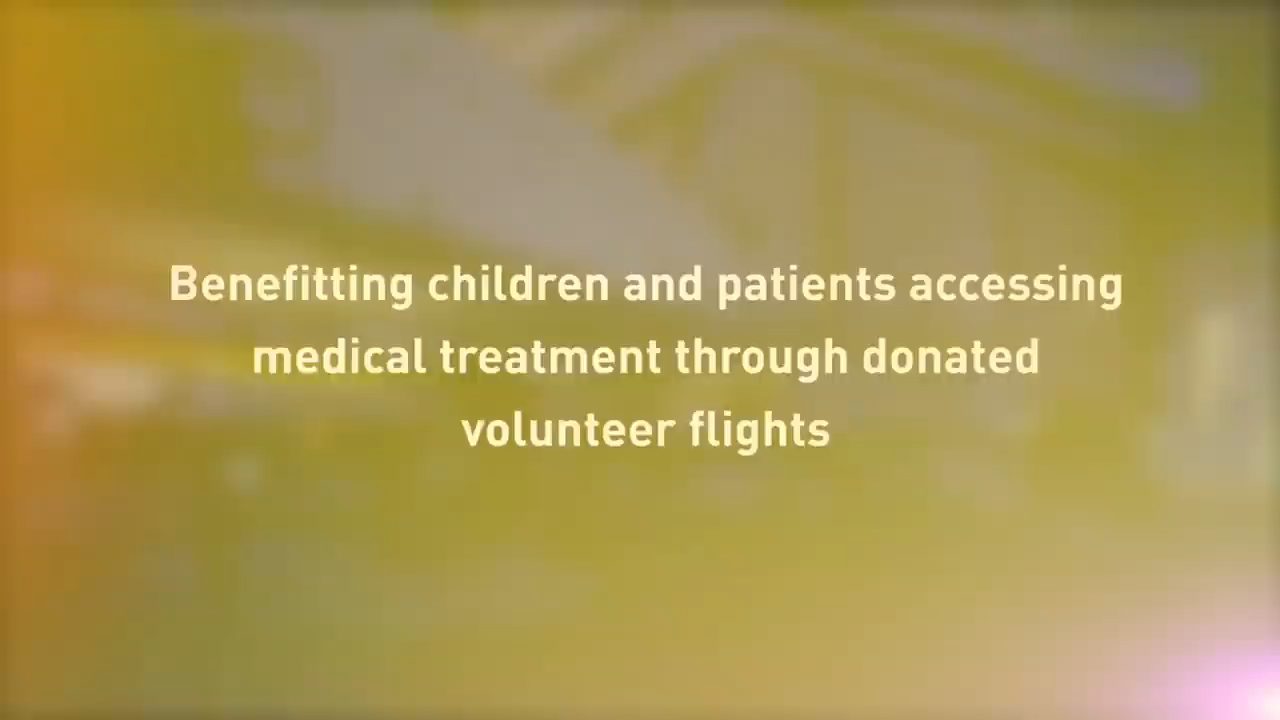 Benefitting children and patients accessing
medical treatment through donated
volunteer flights